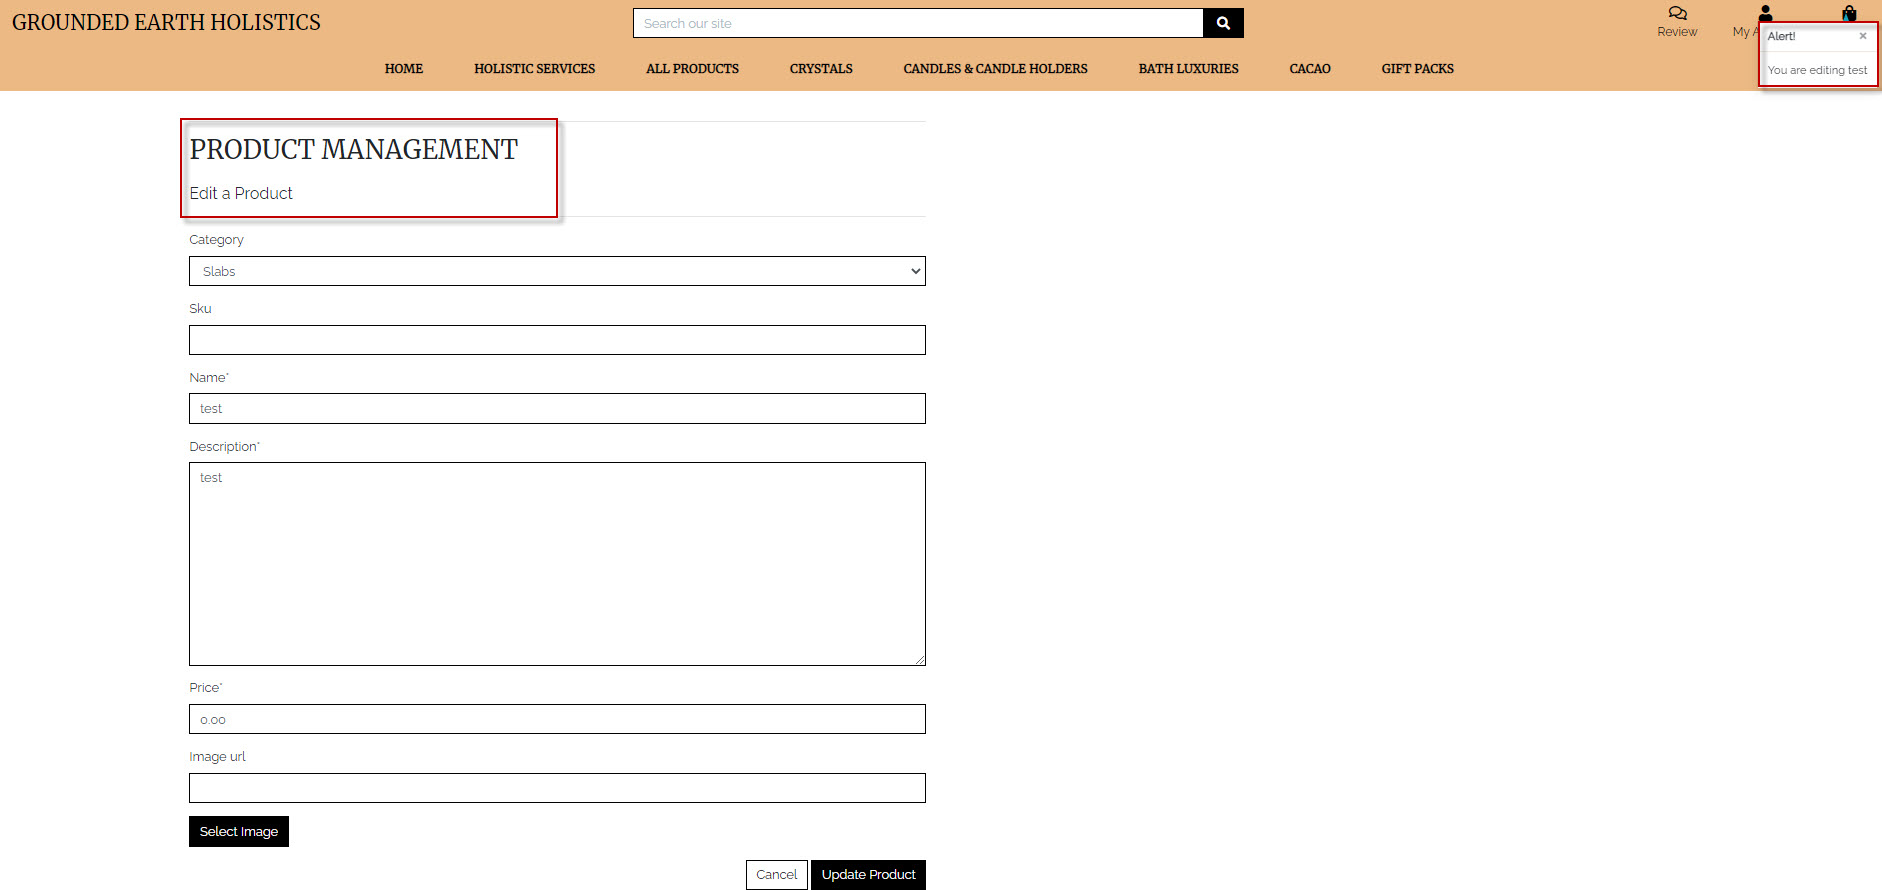 GROUNDED EARTH HOLISTICS
Search our site
Review
My A
Alert!
×
You are editing test
HOME
HOLISTIC SERVICES
ALL PRODUCTS
CRYSTALS
CANDLES & CANDLE HOLDERS
BATH LUXURIES
CACAO
GIFT PACKS
PRODUCT MANAGEMENT
Edit a Product
Category
Slabs
Sku
Name*
test
Description*
test
Price*
0.00
Image url
Select Image
Cancel
Update Product